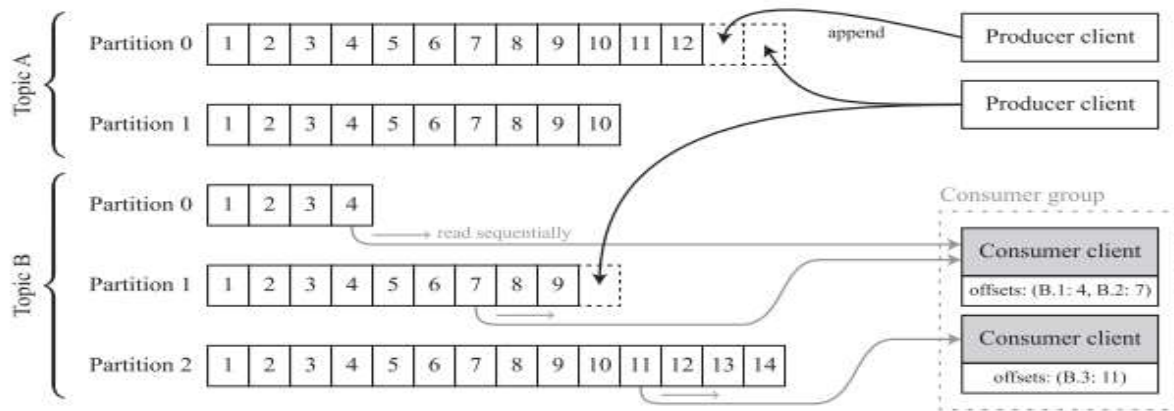 Topic A
Partition 0 1 2 3 4 5 6 7 8 9 10 11 12
append
Producer client
Producer client
Partition 1 1 2 3 4 5 6 7 8 9 10
Topic B
Partition 0 1 2 3 4
read sequentially
Partition 1 1 2 3 4 5 6 7 8 9
Partition 2 1 2 3 4 5 6 7 8 9 10 11 12 13 14
Consumer group
Consumer client
offsets: (B.1: 4, B.2: 7)
Consumer client
offsets: (B.3: 11)